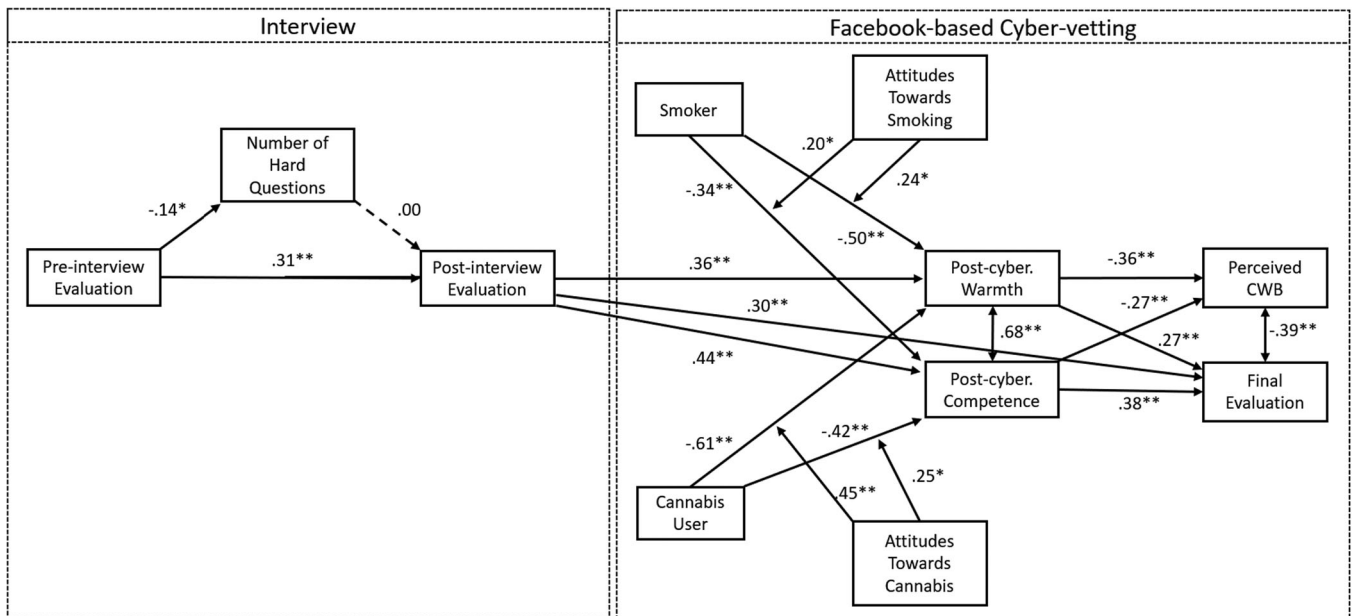 Interview
Facebook-based Cyber-vetting
Number of
Hard
Questions
-.14*
.00
Pre-interview
Evaluation
.31**
Post-interview
Evaluation
Smoker
Attitudes
Towards
Smoking
.20*
.24*
-.34**
-.50**
.36**
.30**
.44**
Post-cyber.
Warmth
-.36**
Perceived
CWB
-.27**
.68**
.27**
-.39**
Post-cyber.
Competence
.38**
Final
Evaluation
-.61**
-.42**
.45**
.25*
Cannabis
User
Attitudes
Towards
Cannabis